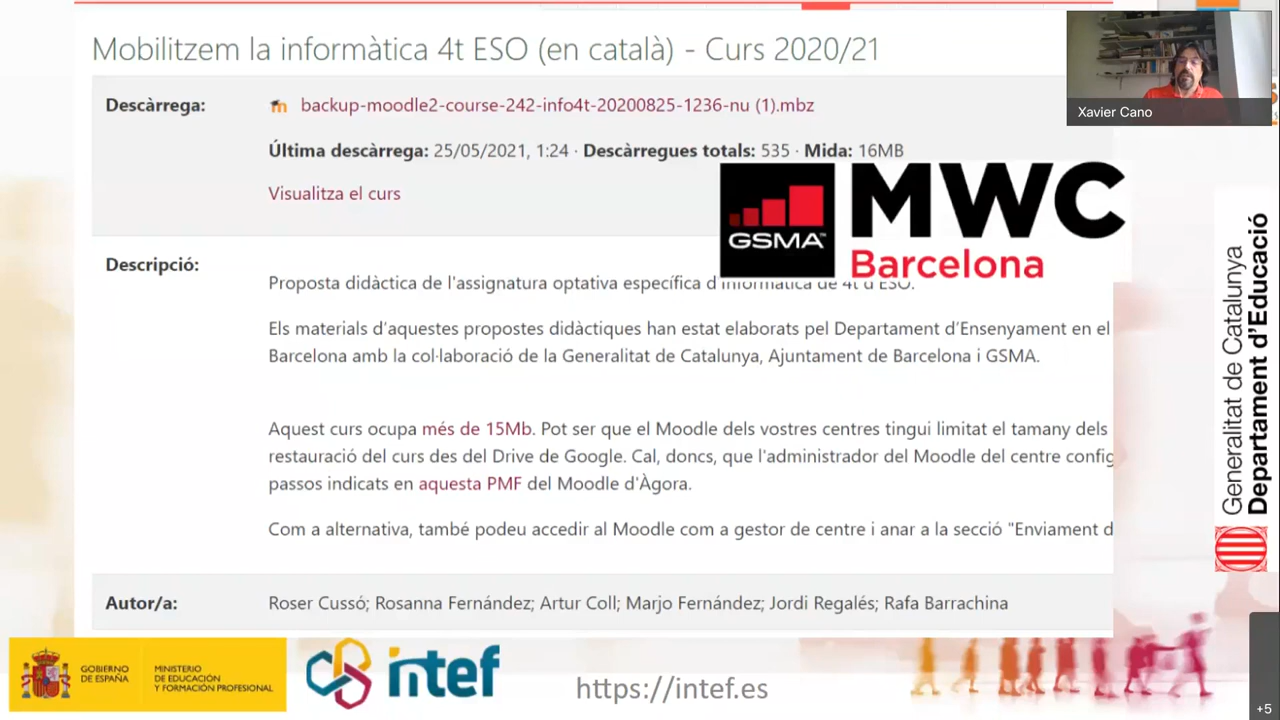 Mobilitzem la informàtica 4t ESO (en català) - Curs 2020/21
Xavier Cano
Descàrrega:
backup-moodle2-course-242-info4t-20200825-1236-nu (1).mbz
Última descàrrega: 25/05/2021, 1:24 · Descàrregues totals: 535 · Mida: 16MB
Visualitza el curs
GSMA™
MWC
Barcelona
Descripció:
Proposta didàctica de l'assignatura optativa específica d'informàtica de 4t d'ESO.
Els materials d'aquestes propostes didàctiques han estat elaborats pel Departament d'Ensenyament en el
Barcelona amb la col·laboració de la Generalitat de Catalunya, Ajuntament de Barcelona i GSMA.
Aquest curs ocupa més de 15Mb. Pot ser que el Moodle dels vostres centres tingui limitat el tamany dels
restauració del curs des del Drive de Google. Cal, doncs, que l'administrador del Moodle del centre config
passos indicats en aquesta PMF del Moodle d'Àgora.
Com a alternativa, també podeu accedir al Moodle com a gestor de centre i anar a la secció "Enviament d
Autor/a:
Roser Cussó; Rosanna Fernández; Artur Coll; Marjo Fernández; Jordi Regalés; Rafa Barrachina
Generalitat de Catalunya
Departament d'Educació
GOBIERNO
DE ESPAÑA
MINISTERIO
DE EDUCACIÓN
Y FORMACIÓN PROFESIONAL
intef
https://intef.es
+5